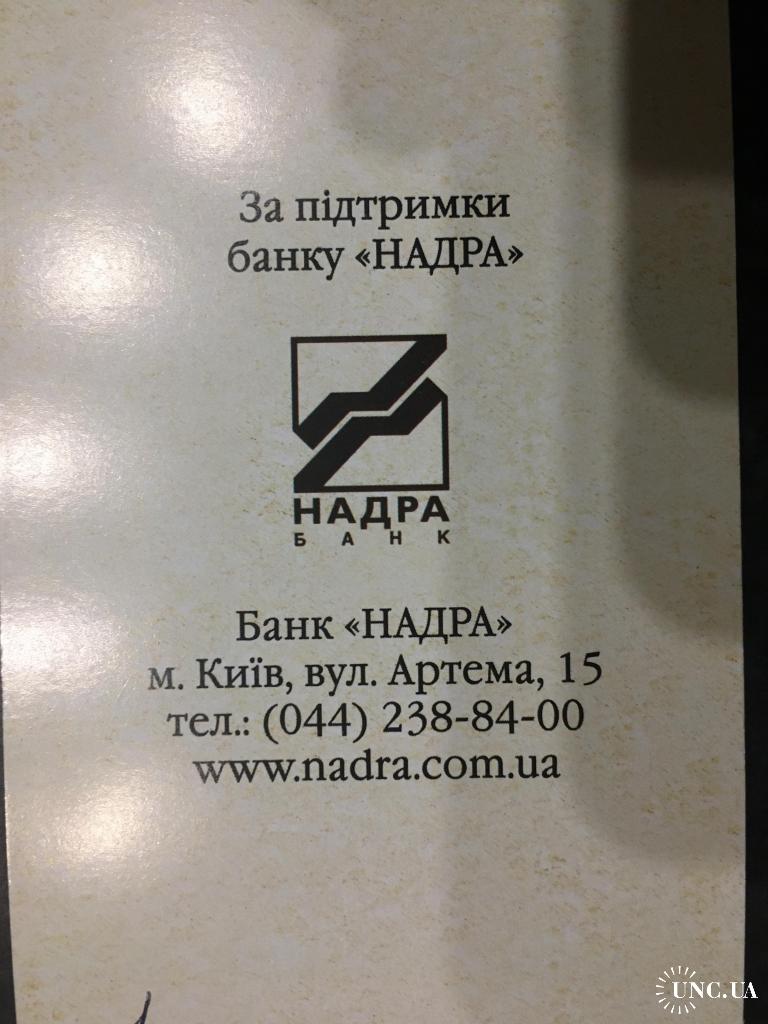 За підтримки
банку «НАДРА»
НАДРА
БАНК
Банк «НАДРА»
м. Київ, вул. Артема, 15
тел.: (044) 238-84-00
www.nadra.com.ua
UNC.UA